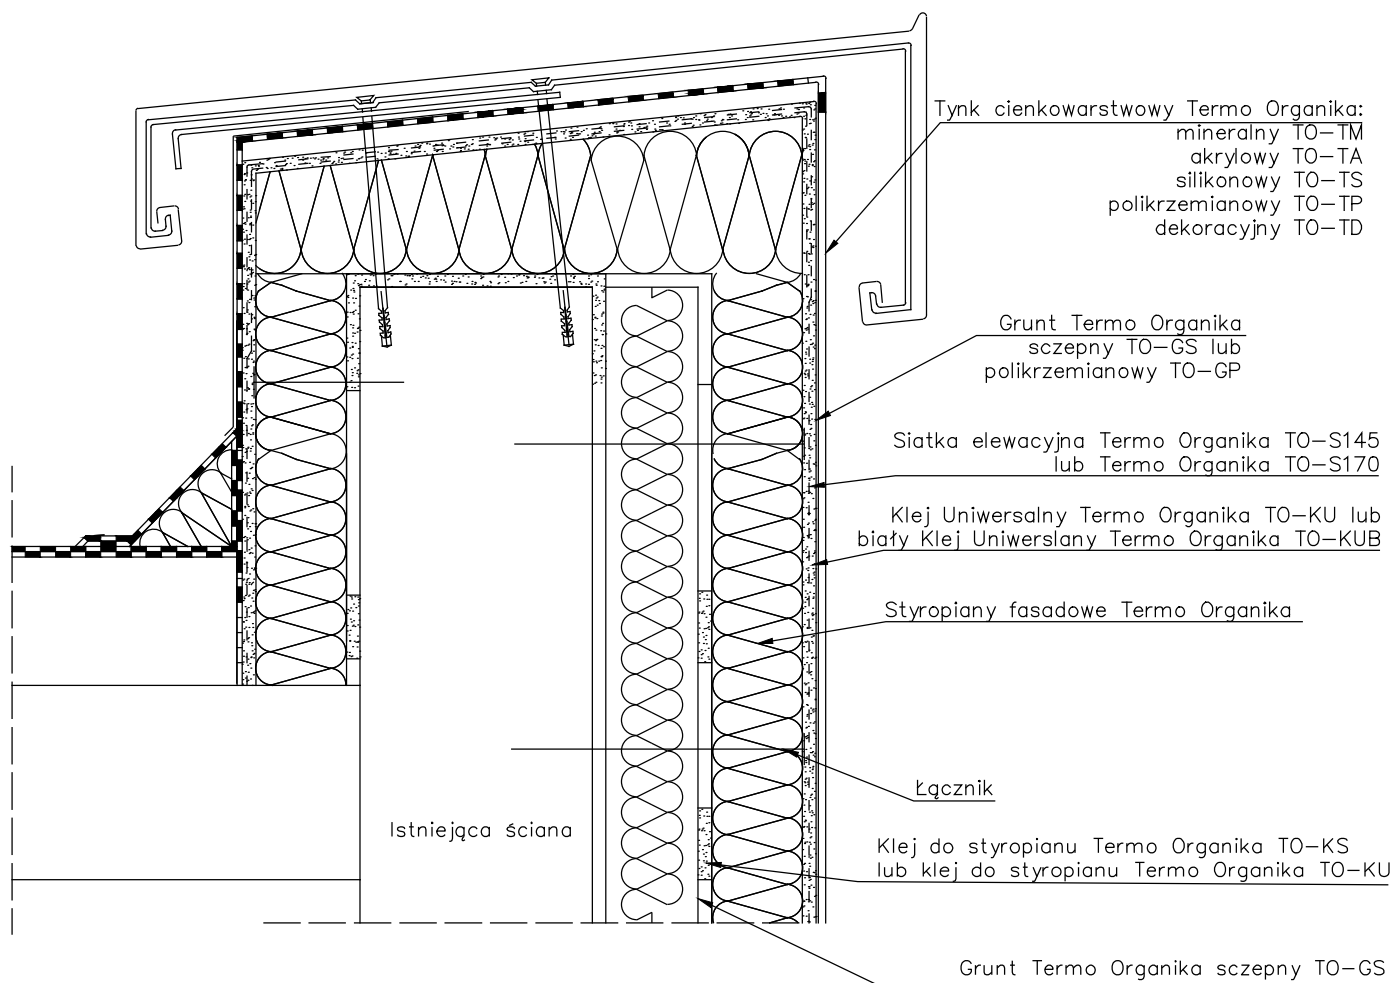 Tynk cienkowarstwowy Termo Organika:
mineralny TO-TM
akrylowy TO-TA
silikonowy TO-TS
polikrzemianowy TO-TP
dekoracyjny TO-TD
Grunt Termo Organika
sczepny TO-GS lub
polikrzemianowy TO-GP
Siatka elewacyjna Termo Organika TO-S145
lub Termo Organika TO-S170
Klej Uniwersalny Termo Organika TO-KU lub
biały Klej Uniwerslany Termo Organika TO-KUB
Styropiany fasadowe Termo Organika
Łącznik
Istniejąca ściana
Klej do styropianu Termo Organika TO-KS
lub klej do styropianu Termo Organika TO-KU
Grunt Termo Organika sczepny TO-GS